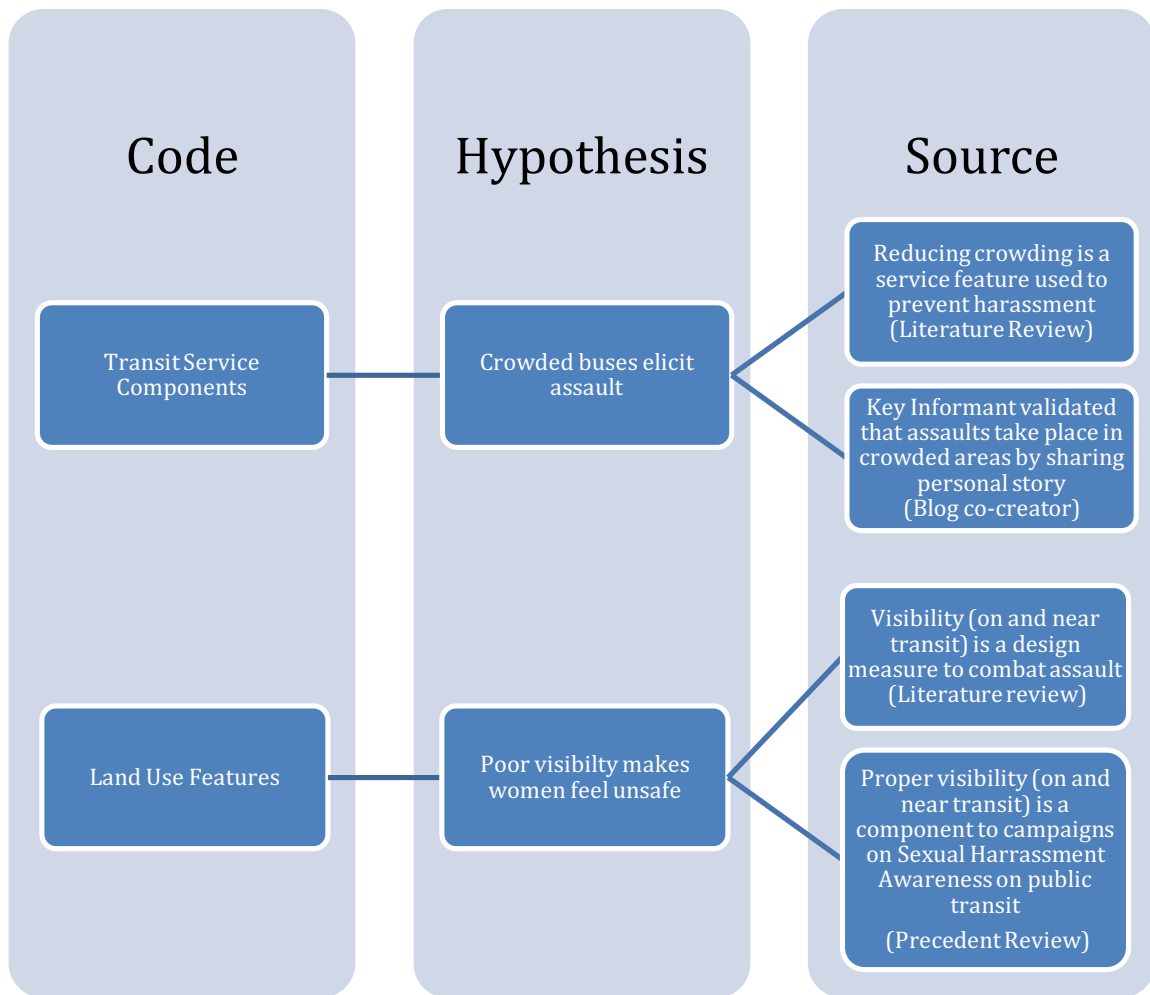 Code
Hypothesis
Source
Transit Service
Components
Crowded buses elicit
assault
Reducing crowding is a
service feature used to
prevent harassment
(Literature Review)
Key Informant validated
that assaults take place in
crowded areas by sharing
personal story
(Blog co-creator)
Land Use Features
Poor visibilty makes
women feel unsafe
Visibility (on and near
transit) is a design
measure to combat assault
(Literature review)
Proper visibility (on and
near transit) is a
component to campaigns
on Sexual Harrassment
Awareness on public
transit
(Precedent Review)